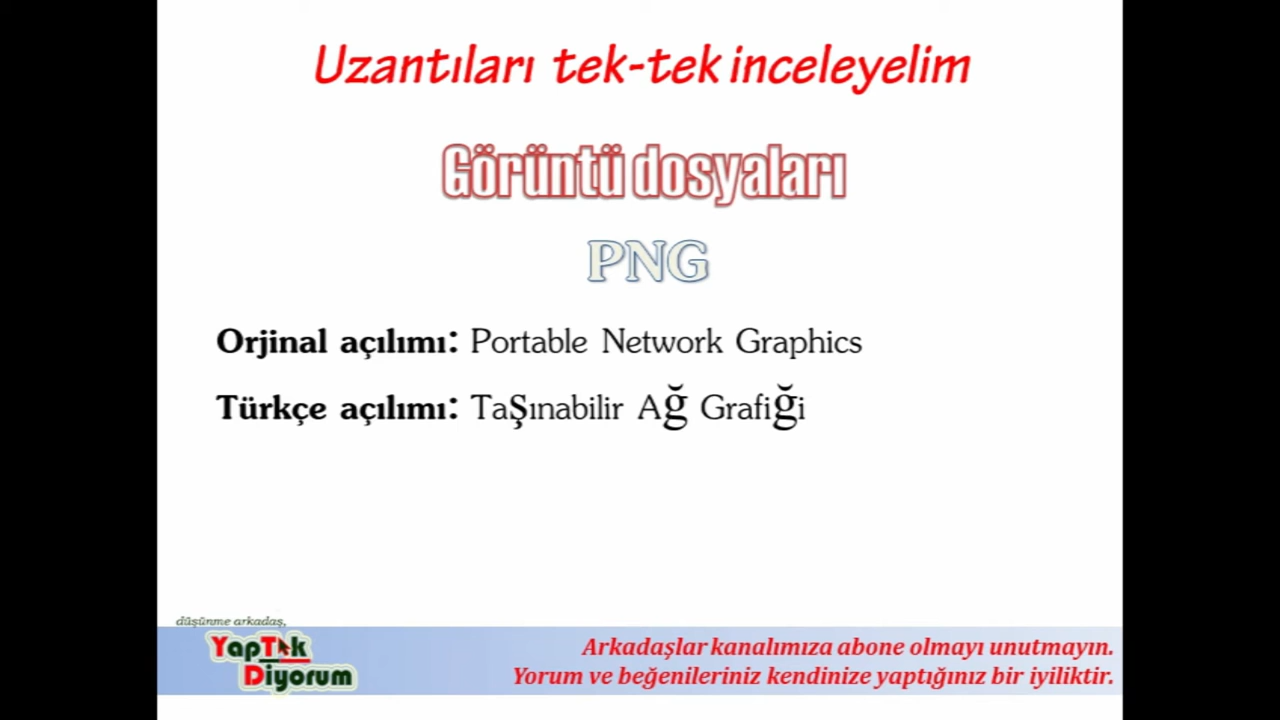 Uzantıları tek-tek inceleyelim
Görüntü dosyaları
PNG
Orjinal açılımı: Portable Network Graphics
Türkçe açılımı: Taşınabilir Ağ Grafiği
düşünme arkadaş,
YapTek
Diyorum
Arkadaşlar kanalımıza abone olmayı unutmayın.
Yorum ve beğenileriniz kendinize yaptığınız bir iyiliktir.